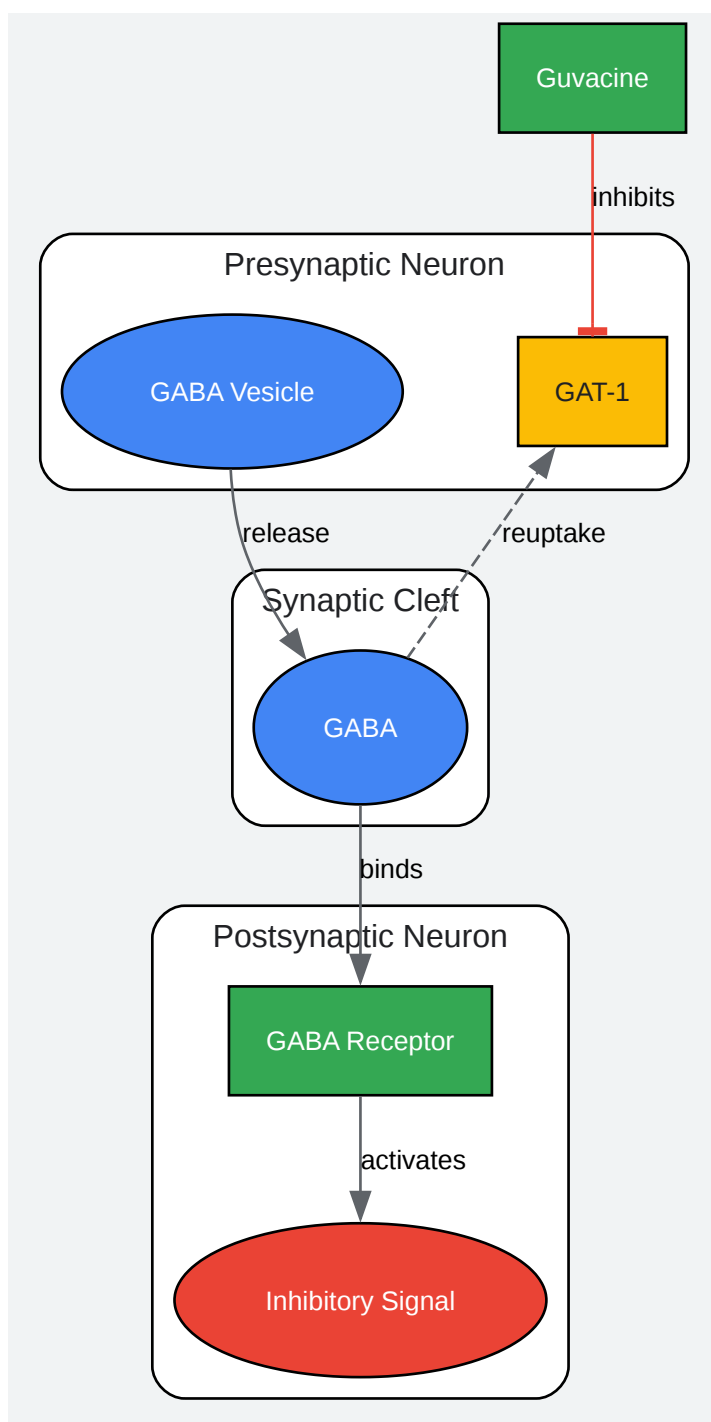 Guvacine
inhibits
Presynaptic Neuron
GABA Vesicle
GAT-1
release
reuptake
Synaptic Cleft
GABA
binds
Postsynaptic Neuron
GABA Receptor
activates
Inhibitory Signal